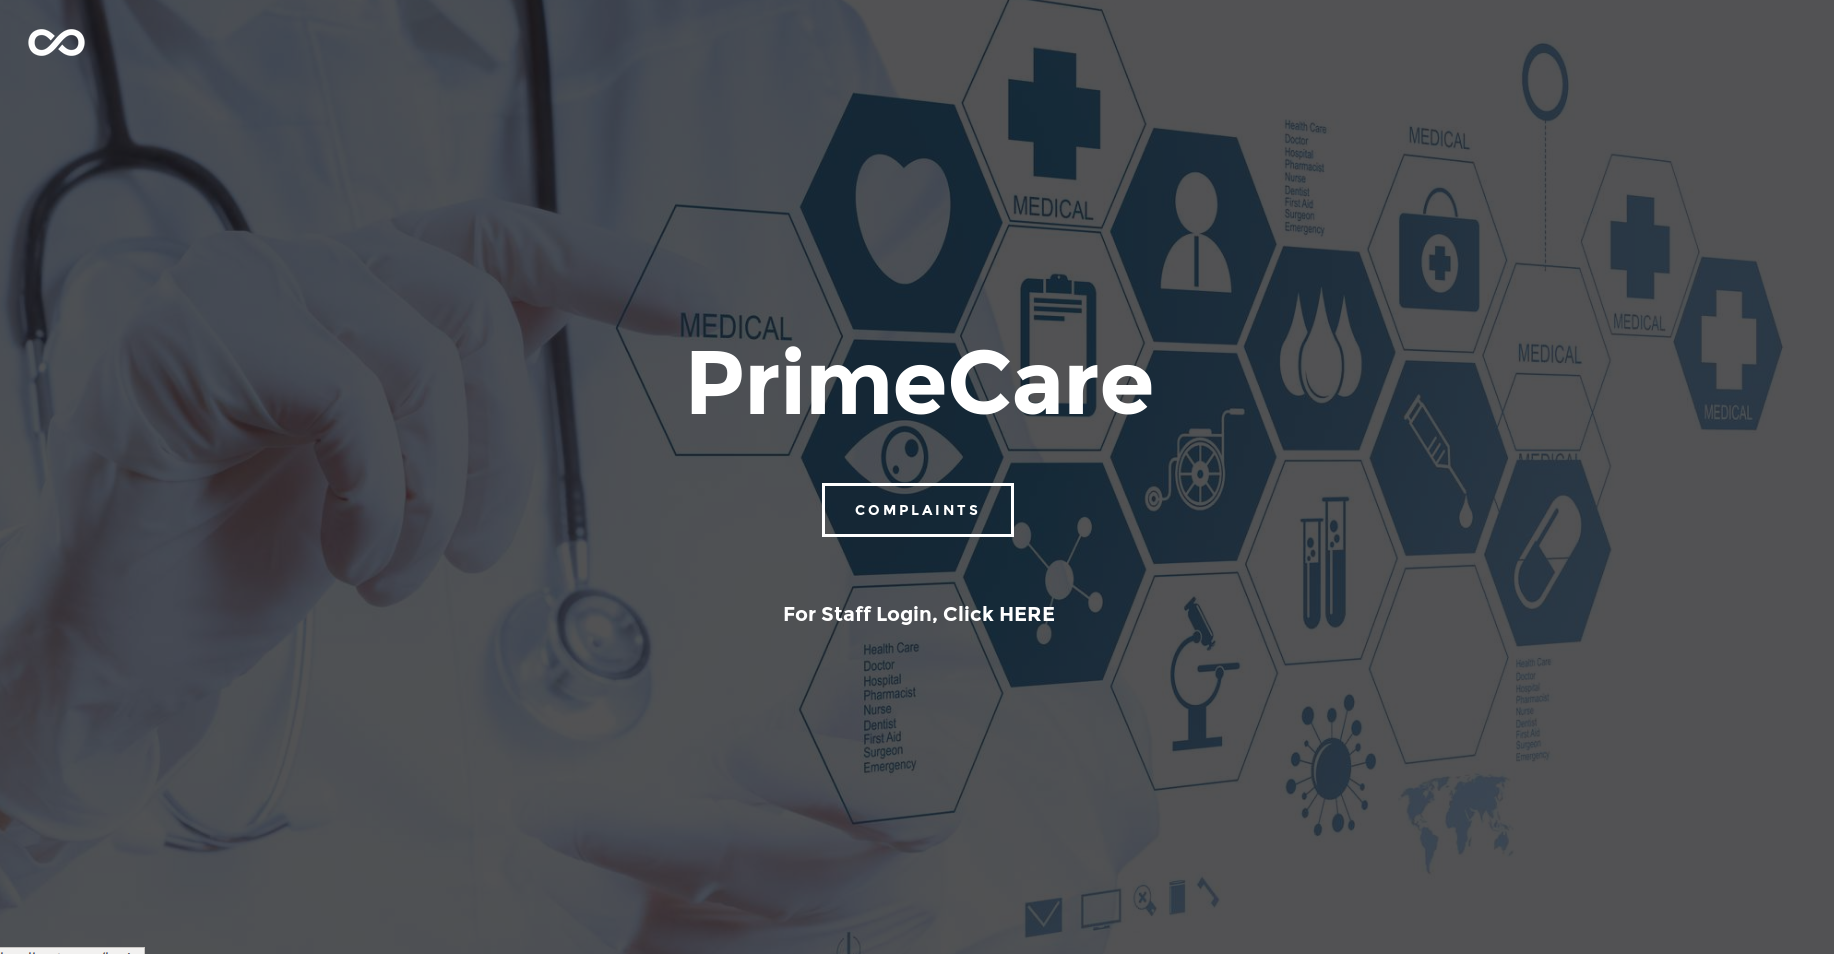 MEDICAL
Health Care
Doctor
Hospital
Pharmacist
Nurse
Dentist
First Aid
Surgeon
Emergency
MEDICAL
MEDICAL
MEDICAL
MEDICAL
MEDICAL
PrimeCare
MEDICAL
MEDICAL
COMPLAINTS
For Staff Login, Click HERE
Health Care
Doctor
Hospital
Pharmacist
Nurse
Dentist
First Aid
Surgeon
Emergency
Health Care
Doctor
Hospital
Pharmacist
Nurse
Dentist
First Aid
Surgeon
Emergency